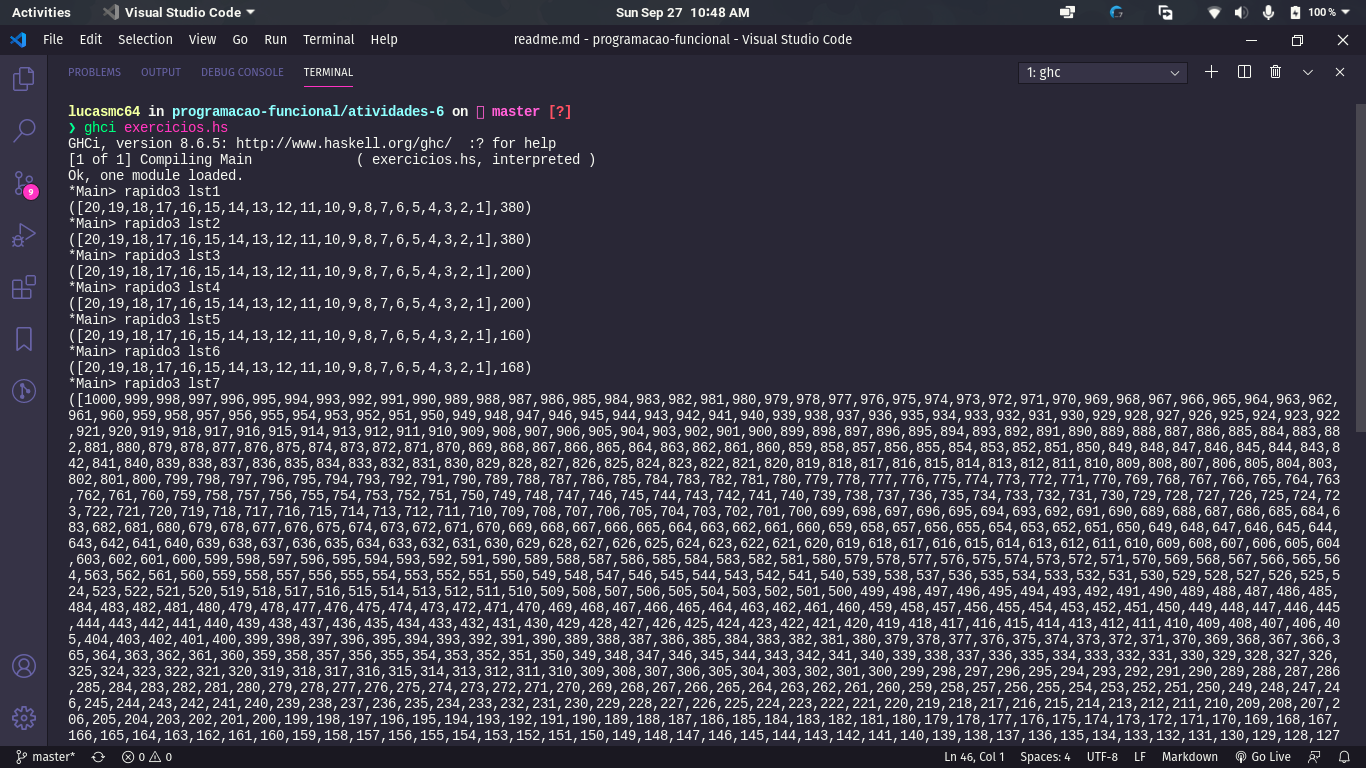 Activities
Visual Studio Code
Sun Sep 27 10:48 AM
100 %
File Edit Selection View Go Run Terminal Help
readme.md - programacao-funcional - Visual Studio Code
PROBLEMS OUTPUT DEBUG CONSOLE TERMINAL
1: ghc
9
lucasmc64 in programacao-funcional/atividades-6 on master [?]
❯ ghci exercicios.hs
GHCi, version 8.6.5: http://www.haskell.org/ghc/  :? for help
[1 of 1] Compiling Main             ( exercicios.hs, interpreted )
Ok, one module loaded.
*Main> rapido3 lst1
([20,19,18,17,16,15,14,13,12,11,10,9,8,7,6,5,4,3,2,1],380)
*Main> rapido3 lst2
([20,19,18,17,16,15,14,13,12,11,10,9,8,7,6,5,4,3,2,1],380)
*Main> rapido3 lst3
([20,19,18,17,16,15,14,13,12,11,10,9,8,7,6,5,4,3,2,1],200)
*Main> rapido3 lst4
([20,19,18,17,16,15,14,13,12,11,10,9,8,7,6,5,4,3,2,1],200)
*Main> rapido3 lst5
([20,19,18,17,16,15,14,13,12,11,10,9,8,7,6,5,4,3,2,1],160)
*Main> rapido3 lst6
([20,19,18,17,16,15,14,13,12,11,10,9,8,7,6,5,4,3,2,1],168)
*Main> rapido3 lst7
([1000,999,998,997,996,995,994,993,992,991,990,989,988,987,986,985,984,983,982,981,980,979,978,977,976,975,974,973,972,971,970,969,968,967,966,965,964,963,962,
961,960,959,958,957,956,955,954,953,952,951,950,949,948,947,946,945,944,943,942,941,940,939,938,937,936,935,934,933,932,931,930,929,928,927,926,925,924,923,922
,921,920,919,918,917,916,915,914,913,912,911,910,909,908,907,906,905,904,903,902,901,900,899,898,897,896,895,894,893,892,891,890,889,888,887,886,885,884,883,88
2,881,880,879,878,877,876,875,874,873,872,871,870,869,868,867,866,865,864,863,862,861,860,859,858,857,856,855,854,853,852,851,850,849,848,847,846,845,844,843,8
42,841,840,839,838,837,836,835,834,833,832,831,830,829,828,827,826,825,824,823,822,821,820,819,818,817,816,815,814,813,812,811,810,809,808,807,806,805,804,803,
802,801,800,799,798,797,796,795,794,793,792,791,790,789,788,787,786,785,784,783,782,781,780,779,778,777,776,775,774,773,772,771,770,769,768,767,766,765,764,763
,762,761,760,759,758,757,756,755,754,753,752,751,750,749,748,747,746,745,744,743,742,741,740,739,738,737,736,735,734,733,732,731,730,729,728,727,726,725,724,72
3,722,721,720,719,718,717,716,715,714,713,712,711,710,709,708,707,706,705,704,703,702,701,700,699,698,697,696,695,694,693,692,691,690,689,688,687,686,685,684,6
83,682,681,680,679,678,677,676,675,674,673,672,671,670,669,668,667,666,665,664,663,662,661,660,659,658,657,656,655,654,653,652,651,650,649,648,647,646,645,644,
643,642,641,640,639,638,637,636,635,634,633,632,631,630,629,628,627,626,625,624,623,622,621,620,619,618,617,616,615,614,613,612,611,610,609,608,607,606,605,604
,603,602,601,600,599,598,597,596,595,594,593,592,591,590,589,588,587,586,585,584,583,582,581,580,579,578,577,576,575,574,573,572,571,570,569,568,567,566,565,56
4,563,562,561,560,559,558,557,556,555,554,553,552,551,550,549,548,547,546,545,544,543,542,541,540,539,538,537,536,535,534,533,532,531,530,529,528,527,526,525,5
24,523,522,521,520,519,518,517,516,515,514,513,512,511,510,509,508,507,506,505,504,503,502,501,500,499,498,497,496,495,494,493,492,491,490,489,488,487,486,485,
484,483,482,481,480,479,478,477,476,475,474,473,472,471,470,469,468,467,466,465,464,463,462,461,460,459,458,457,456,455,454,453,452,451,450,449,448,447,446,445
,444,443,442,441,440,439,438,437,436,435,434,433,432,431,430,429,428,427,426,425,424,423,422,421,420,419,418,417,416,415,414,413,412,411,410,409,408,407,406,40
5,404,403,402,401,400,399,398,397,396,395,394,393,392,391,390,389,388,387,386,385,384,383,382,381,380,379,378,377,376,375,374,373,372,371,370,369,368,367,366,3
65,364,363,362,361,360,359,358,357,356,355,354,353,352,351,350,349,348,347,346,345,344,343,342,341,340,339,338,337,336,335,334,333,332,331,330,329,328,327,326,
325,324,323,322,321,320,319,318,317,316,315,314,313,312,311,310,309,308,307,306,305,304,303,302,301,300,299,298,297,296,295,294,293,292,291,290,289,288,287,286
,285,284,283,282,281,280,279,278,277,276,275,274,273,272,271,270,269,268,267,266,265,264,263,262,261,260,259,258,257,256,255,254,253,252,251,250,249,248,247,24
6,245,244,243,242,241,240,239,238,237,236,235,234,233,232,231,230,229,228,227,226,225,224,223,222,221,220,219,218,217,216,215,214,213,212,211,210,209,208,207,2
06,205,204,203,202,201,200,199,198,197,196,195,194,193,192,191,190,189,188,187,186,185,184,183,182,181,180,179,178,177,176,175,174,173,172,171,170,169,168,167,
166,165,164,163,162,161,160,159,158,157,156,155,154,153,152,151,150,149,148,147,146,145,144,143,142,141,140,139,138,137,136,135,134,133,132,131,130,129,128,127
master* 0 0
Ln 46, Col 1 Spaces: 4 UTF-8 LF Markdown Go Live